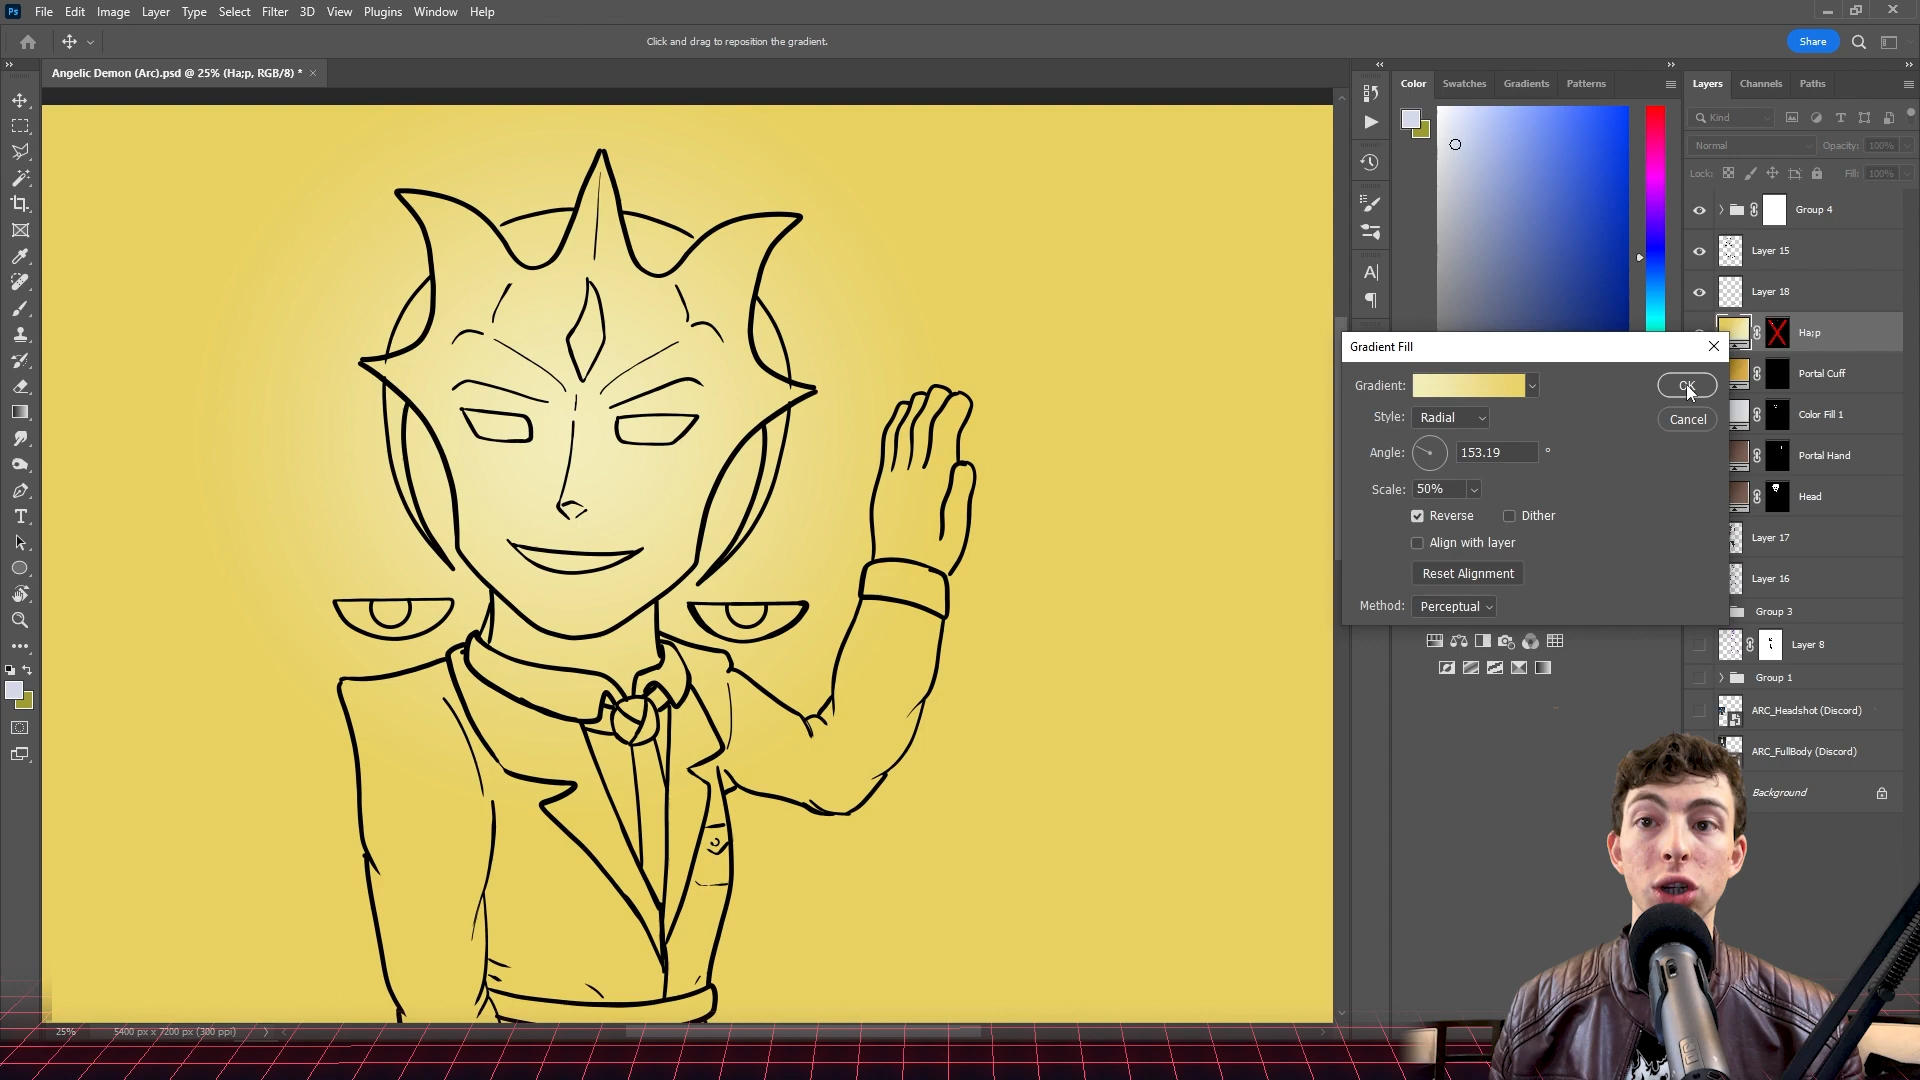 Ps File Edit Image Layer Type Select Filter 3D View Plugins Window Help
Click and drag to reposition the gradient.
Share
Angelic Demon (Arc).psd @ 25% (Ha;p, RGB/8) *
Color Swatches Gradients Patterns
Layers Channels Paths
Kind
Normal Opacity: 100%
Lock: Fill: 100%
Group 4
Layer 15
Layer 18
Ha;p
Gradient Fill
Gradient: OK
Portal Cuff
Style: Radial Cancel
Color Fill 1
Angle: 153.19 °
Portal Hand
Scale: 50%
Head
Reverse Dither
Layer 17
Align with layer
Reset Alignment
Layer 16
Method: Perceptual
Group 3
Layer 8
Group 1
ARC_Headshot (Discord)
ARC_FullBody (Discord)
Background
25% 5400 px x 7200 px (300 ppi)